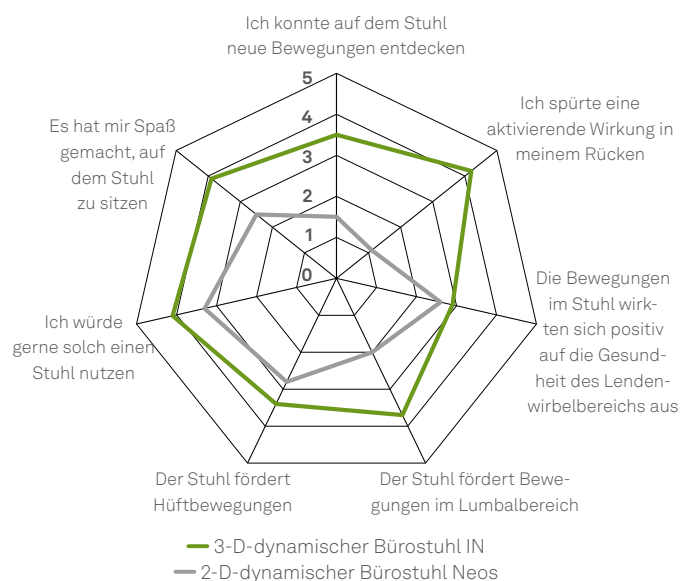 Ich konnte auf dem Stuhl
neue Bewegungen entdecken
5
4
3
2
1
0
Ich spürte eine
aktivierende Wirkung in
meinem Rücken
Die Bewegungen
im Stuhl wirk-
ten sich positiv
auf die Gesund-
heit des Lenden-
wirbelbereichs aus
Der Stuhl fördert Bewe-
gungen im Lumbalbereich
Der Stuhl fördert
Hüftbewegungen
Ich würde
gerne solch einen
Stuhl nutzen
Es hat mir Spaß
gemacht, auf
dem Stuhl
zu sitzen
3-D-dynamischer Bürostuhl IN
2-D-dynamischer Bürostuhl Neos